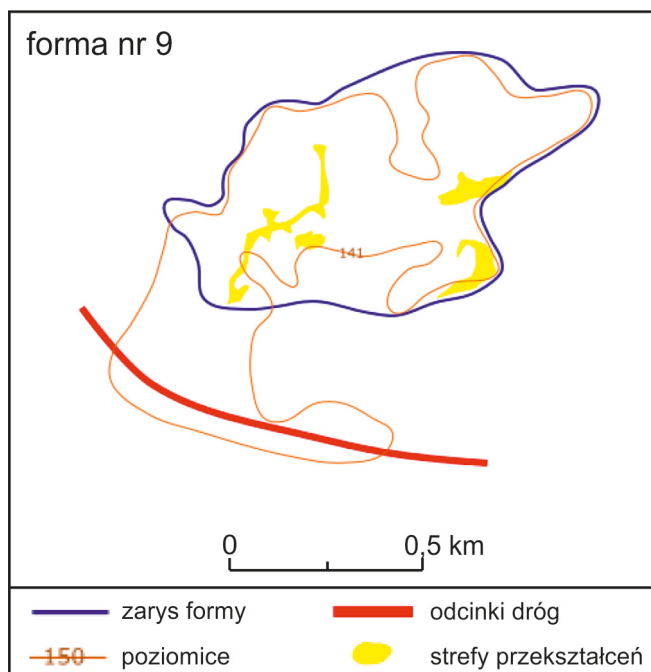 forma nr 9
141
0 0,5 km
zarys formy odcinki dróg
150 poziomice strefy przekształceń